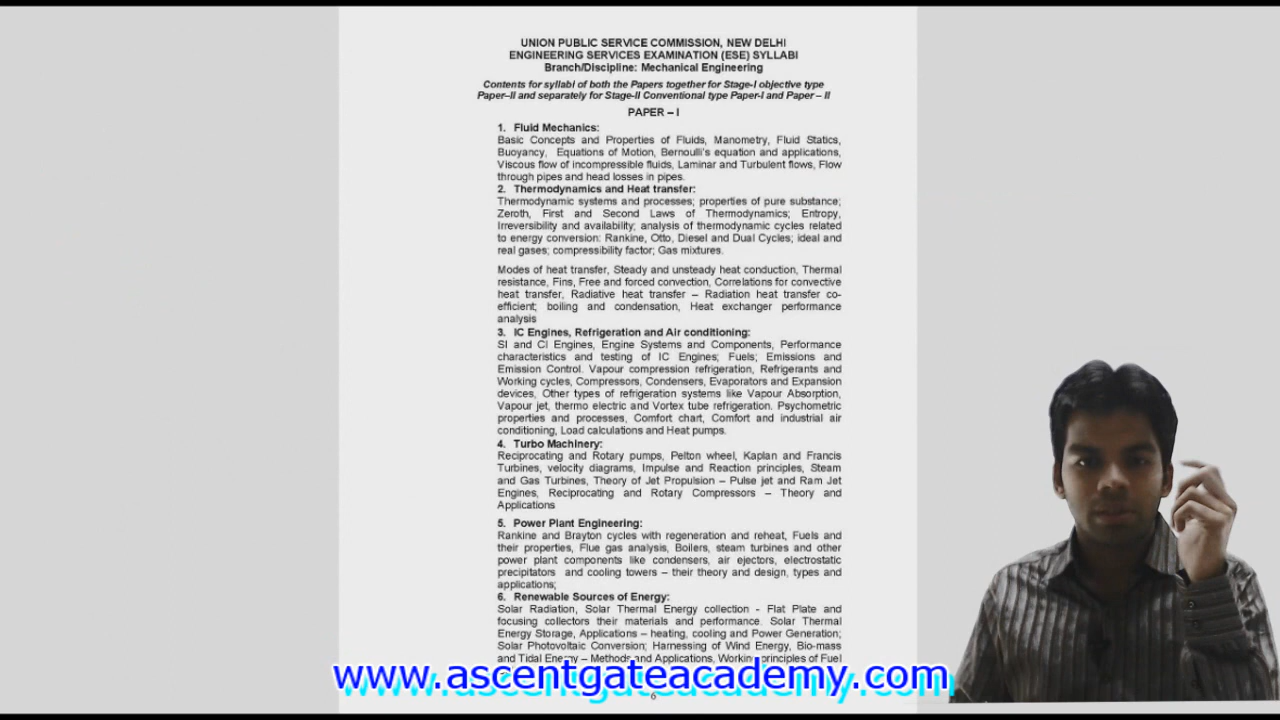 UNION PUBLIC SERVICE COMMISSION, NEW DELHI
ENGINEERING SERVICES EXAMINATION (ESE) SYLLABI
Branch/Discipline: Mechanical Engineering
Contents for syllabi of both the Papers together for Stage-I objective type
Paper–II and separately for Stage-II Conventional type Paper-I and Paper – II
PAPER – I
1. Fluid Mechanics:
Basic Concepts and Properties of Fluids, Manometry, Fluid Statics,
Buoyancy, Equations of Motion, Bernoulli's equation and applications,
Viscous flow of incompressible fluids, Laminar and Turbulent flows, Flow
through pipes and head losses in pipes.
2. Thermodynamics and Heat transfer:
Thermodynamic systems and processes; properties of pure substance;
Zeroth, First and Second Laws of Thermodynamics; Entropy,
Irreversibility and availability; analysis of thermodynamic cycles related
to energy conversion: Rankine, Otto, Diesel and Dual Cycles; ideal and
real gases; compressibility factor; Gas mixtures.
Modes of heat transfer, Steady and unsteady heat conduction, Thermal
resistance, Fins, Free and forced convection, Correlations for convective
heat transfer, Radiative heat transfer – Radiation heat transfer co-
efficient; boiling and condensation, Heat exchanger performance
analysis
3. IC Engines, Refrigeration and Air conditioning:
SI and CI Engines, Engine Systems and Components, Performance
characteristics and testing of IC Engines; Fuels; Emissions and
Emission Control. Vapour compression refrigeration, Refrigerants and
Working cycles, Compressors, Condensers, Evaporators and Expansion
devices, Other types of refrigeration systems like Vapour Absorption,
Vapour jet, thermo electric and Vortex tube refrigeration. Psychometric
properties and processes, Comfort chart, Comfort and industrial air
conditioning, Load calculations and Heat pumps.
4. Turbo Machinery:
Reciprocating and Rotary pumps, Pelton wheel, Kaplan and Francis
Turbines, velocity diagrams, Impulse and Reaction principles, Steam
and Gas Turbines, Theory of Jet Propulsion – Pulse jet and Ram Jet
Engines, Reciprocating and Rotary Compressors – Theory and
Applications
5. Power Plant Engineering:
Rankine and Brayton cycles with regeneration and reheat, Fuels and
their properties, Flue gas analysis, Boilers, steam turbines and other
power plant components like condensers, air ejectors, electrostatic
precipitators and cooling towers – their theory and design, types and
applications;
6. Renewable Sources of Energy:
Solar Radiation, Solar Thermal Energy collection - Flat Plate and
focusing collectors their materials and performance. Solar Thermal
Energy Storage, Applications – heating, cooling and Power Generation;
Solar Photovoltaic Conversion; Harnessing of Wind Energy, Bio-mass
and Tidal Energy – Methods and Applications, Working principles of Fuel
www.ascentgateacademy.com
6